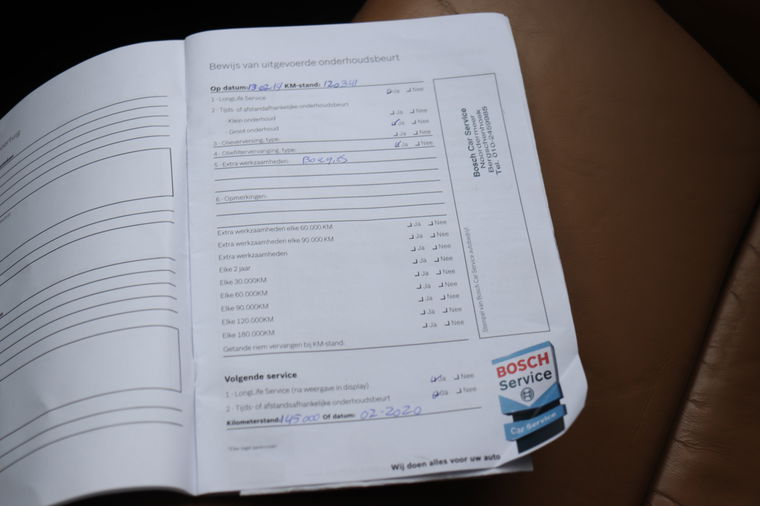 Bewijs van uitgevoerde onderhoudsbeurt
Op datum: 19 02 19 KM-stand: 120341
1 - LongLife Service Ja Nee
2 - Tijds- of afstandsafhankelijke onderhoudsbeurt
- Klein onderhoud Ja Nee
- Groot onderhoud Ja Nee
3 - Olieverversing, type: Ja Nee
4 - Oliefiltervervanging, type: Ja Nee
5 - Extra werkzaamheden:
6 - Opmerkingen:
Extra werkzaamheden elke 60.000 KM Ja Nee
Extra werkzaamheden elke 90.000 KM Ja Nee
Extra werkzaamheden Ja Nee
Elke 2 jaar Ja Nee
Elke 30.000KM Ja Nee
Elke 60.000KM Ja Nee
Elke 90.000KM Ja Nee
Elke 120.000KM Ja Nee
Elke 180.000KM Ja Nee
Getande riem vervangen bij KM-stand:
Bosch Car Service
Noorderhoek
Bergschenhoek
Tel. 010-2450085
Stempel van Bosch Car Service autobedrijf
Volgende service
1 - LongLife Service (na weergave in display) Ja Nee
2 - Tijds- of afstandsafhankelijke onderhoudsbeurt Ja Nee
Kilometerstand: 145000 Of datum: 02-2020
BOSCH
Service
Car Service
Wij doen alles voor uw auto